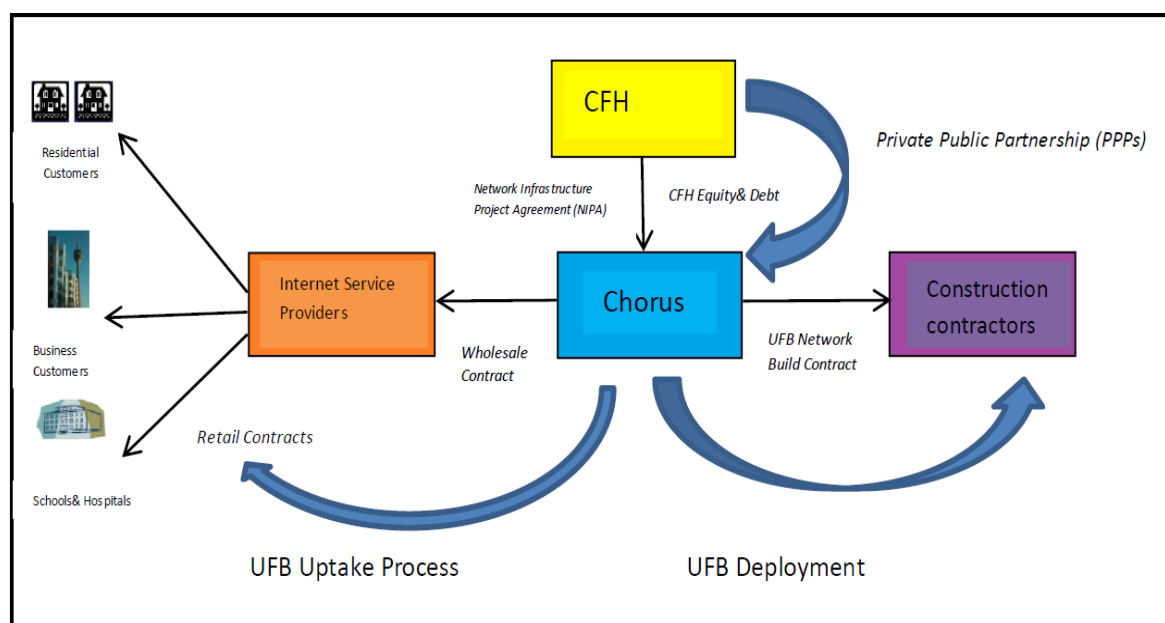 CFH
Private Public Partnership (PPPs)
Residential
Customers
Network Infrastructure
Project Agreement (NIPA)
CFH Equity& Debt
Internet Service
Providers
Chorus
Construction
contractors
Wholesale
Contract
UFB Network
Build Contract
Business
Customers
Retail Contracts
Schools& Hospitals
UFB Uptake Process
UFB Deployment